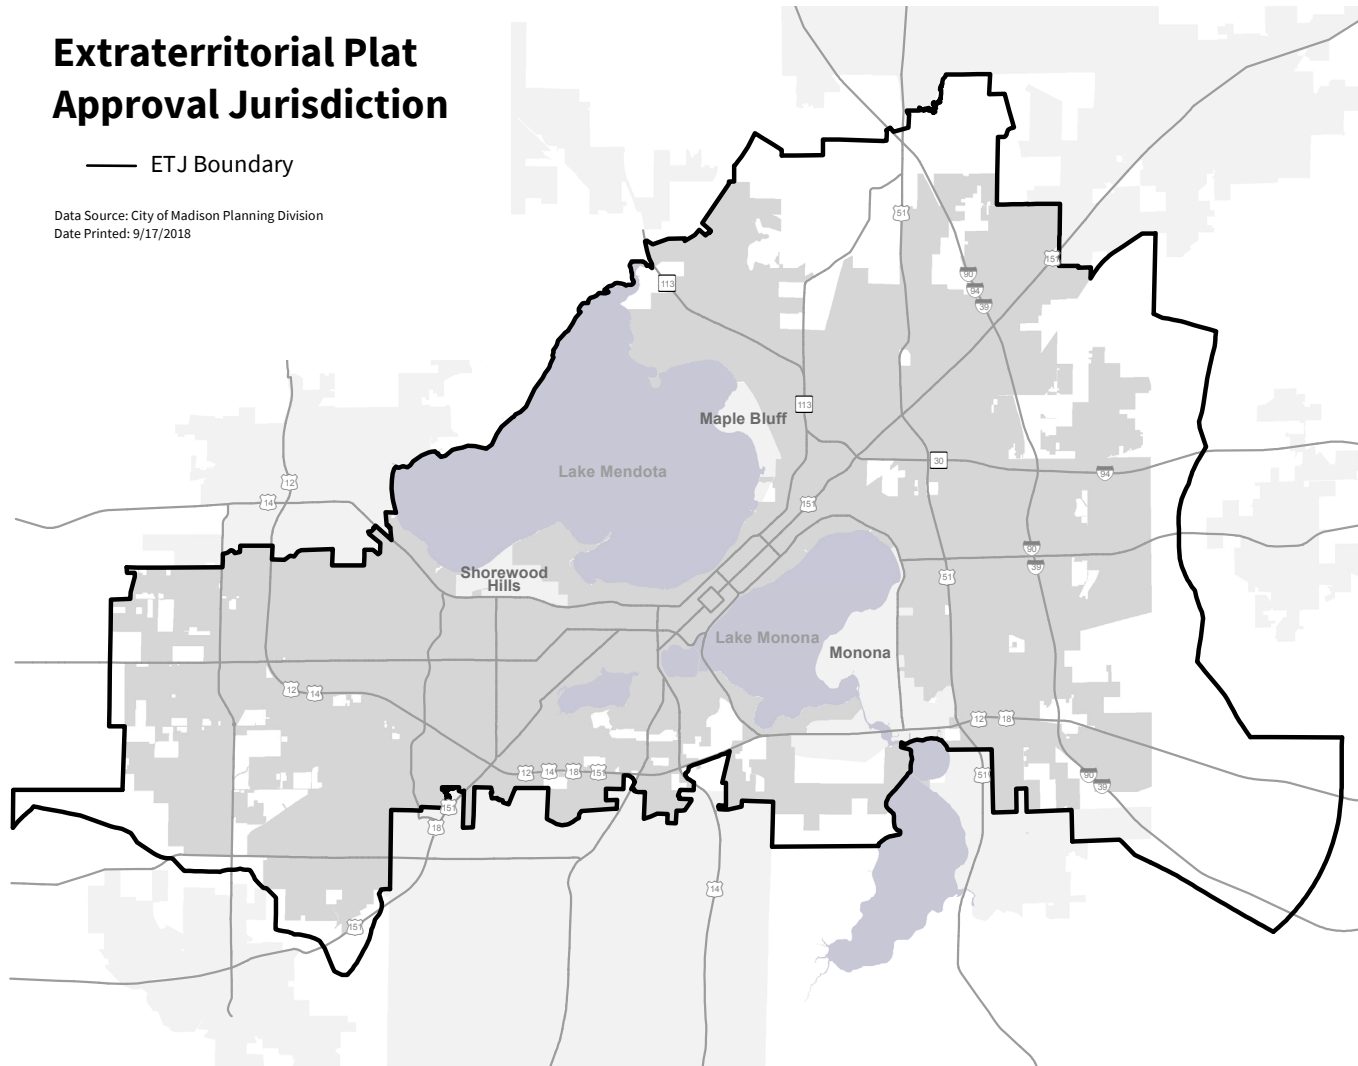 Extraterritorial Plat
Approval Jurisdiction
ETJ Boundary
Data Source: City of Madison Planning Division
Date Printed: 9/17/2018
51
151
90
94
39
113
113
Maple Bluff
30
94
Lake Mendota
12
14
151
90
39
51
Shorewood
Hills
Lake Monona
Monona
12
14
12
18
12
14
18
151
51
90
39
151
18
14
151